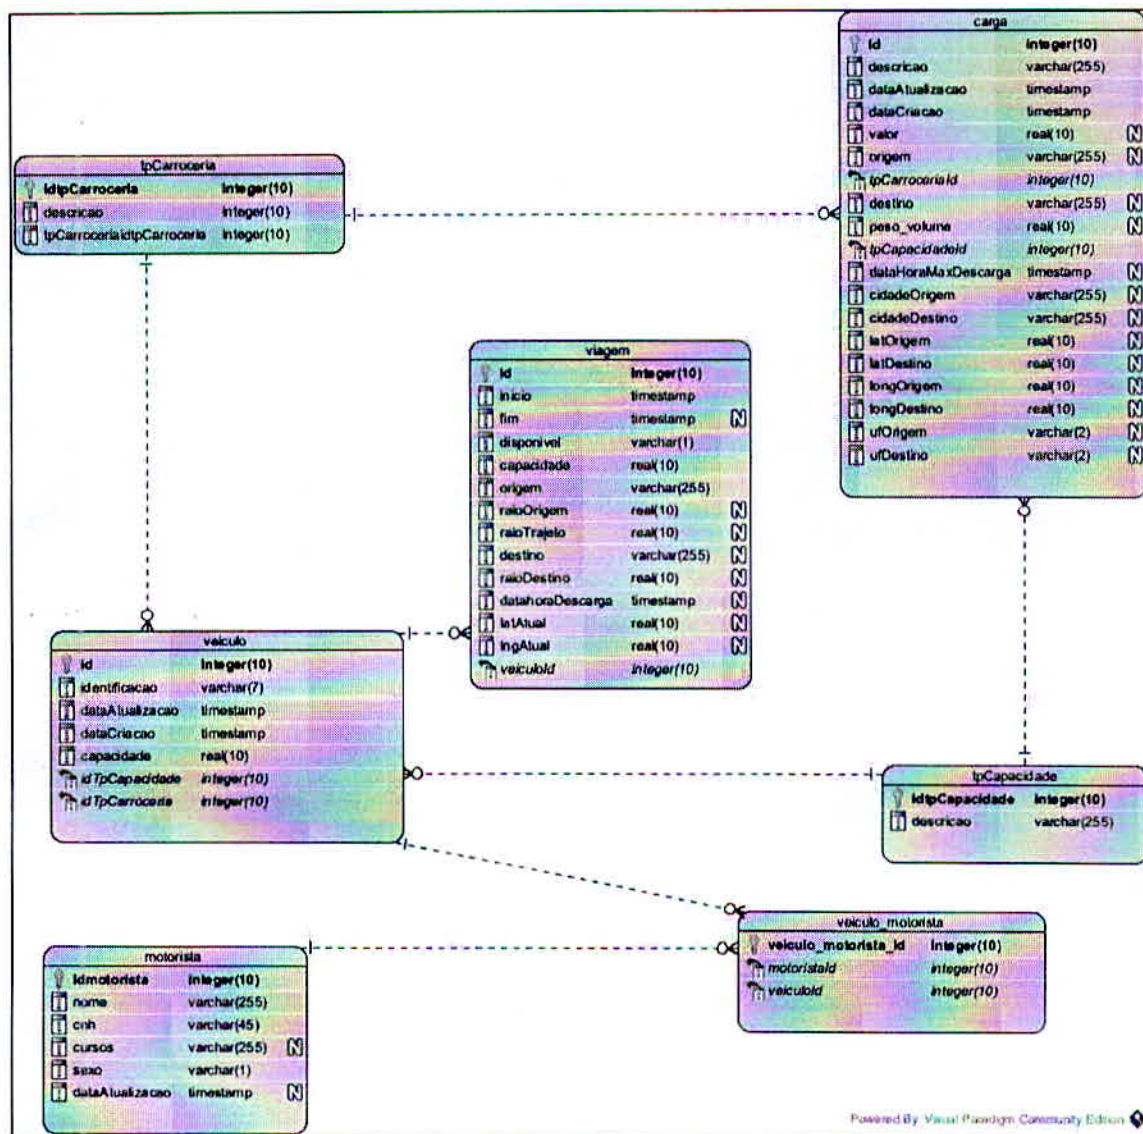 carga
id integer(10)
descricao varchar(255)
dataAtualizacao timestamp
dataCriacao timestamp
valor real(10) N
origem varchar(255) N
tpCarroceriaId integer(10)
destino varchar(255) N
peso_volume real(10) N
tpCapacidadeId integer(10)
dataHoraMaxDescarga timestamp N
cidadeOrigem varchar(255) N
cidadeDestino varchar(255) N
latOrigem real(10) N
latDestino real(10) N
longOrigem real(10) N
longDestino real(10) N
ufOrigem varchar(2) N
ufDestino varchar(2) N
tpCarroceria
idtpCarroceria integer(10)
descricao integer(10)
tpCarroceriaidtpCarroceria integer(10)
viagem
id integer(10)
inicio timestamp
fim timestamp N
disponivel varchar(1)
capacidade real(10)
origem varchar(255)
raioOrigem real(10) N
raioTrajeto real(10) N
destino varchar(255) N
raioDestino real(10) N
datahoraDescarga timestamp N
latAtual real(10) N
lngAtual real(10) N
veiculoId integer(10)
veiculo
id integer(10)
identificacao varchar(7)
dataAtualizacao timestamp
dataCriacao timestamp
capacidade real(10)
idTpCapacidade integer(10)
idTpCarroceria integer(10)
tpCapacidade
idtpCapacidade integer(10)
descricao varchar(255)
veiculo_motorista
veiculo_motorista_id integer(10)
motoristaId integer(10)
veiculoId integer(10)
motorista
idmotorista integer(10)
nome varchar(255)
cnh varchar(45)
cursos varchar(255) N
sexo varchar(1)
dataAtualizacao timestamp N
Powered By Visual Paradigm Community Edition